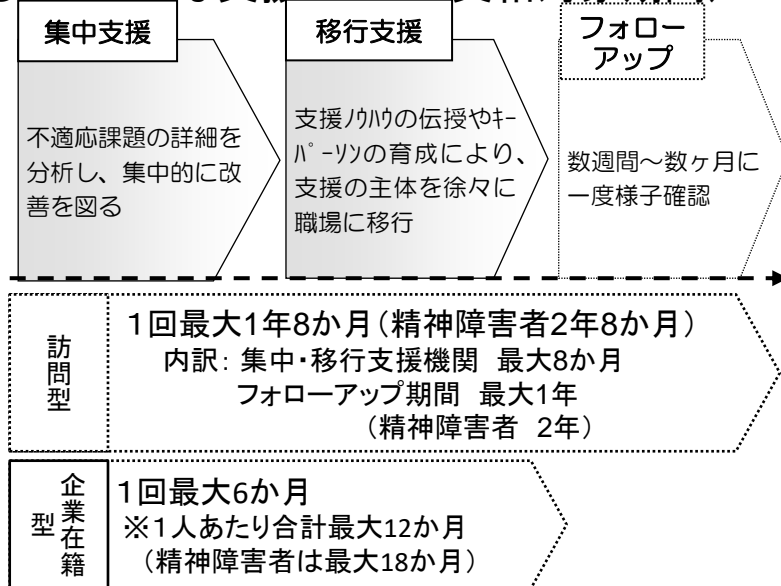 集中支援
不適応課題の詳細を
分析し、集中的に改
善を図る
移行支援
支援ﾉｳﾊｳの伝授やｷｰ
ﾊﾟｰｿﾝの育成により、
支援の主体を徐々に
職場に移行
フォロー
アップ
数週間～数ヶ月に
一度様子確認
訪問型
1回最大1年8か月(精神障害者2年8か月)
内訳: 集中・移行支援機関 最大8か月
フォローアップ期間 最大1年
(精神障害者 2年)
企業在籍型
1回最大6か月
※1人あたり合計最大12か月
(精神障害者は最大18か月)